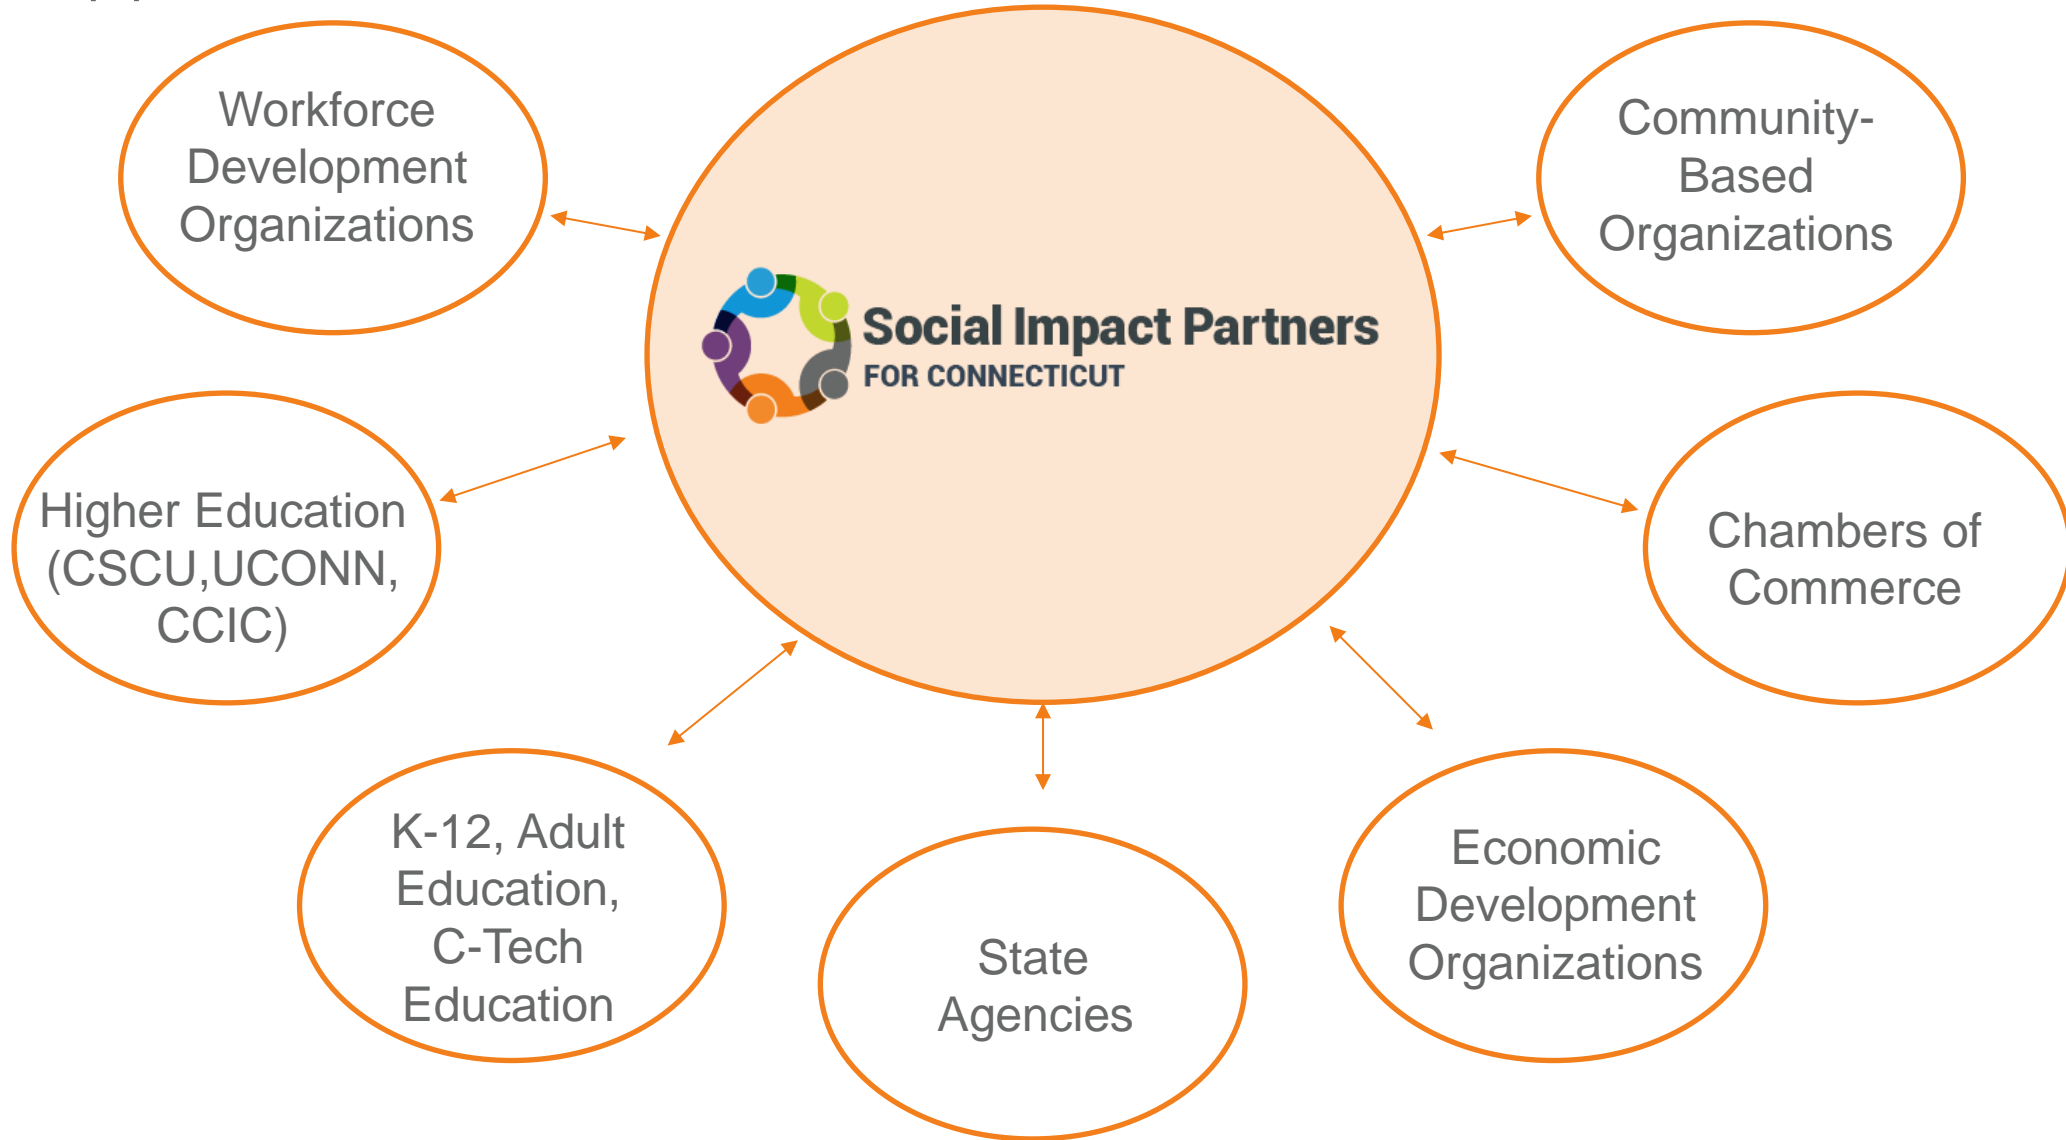 Workforce
Development
Organizations
Community-
Based
Organizations
Social Impact Partners
FOR CONNECTICUT
Higher Education
(CSCU,UCONN,
CCIC)
Chambers of
Commerce
K-12, Adult
Education,
C-Tech
Education
State
Agencies
Economic
Development
Organizations